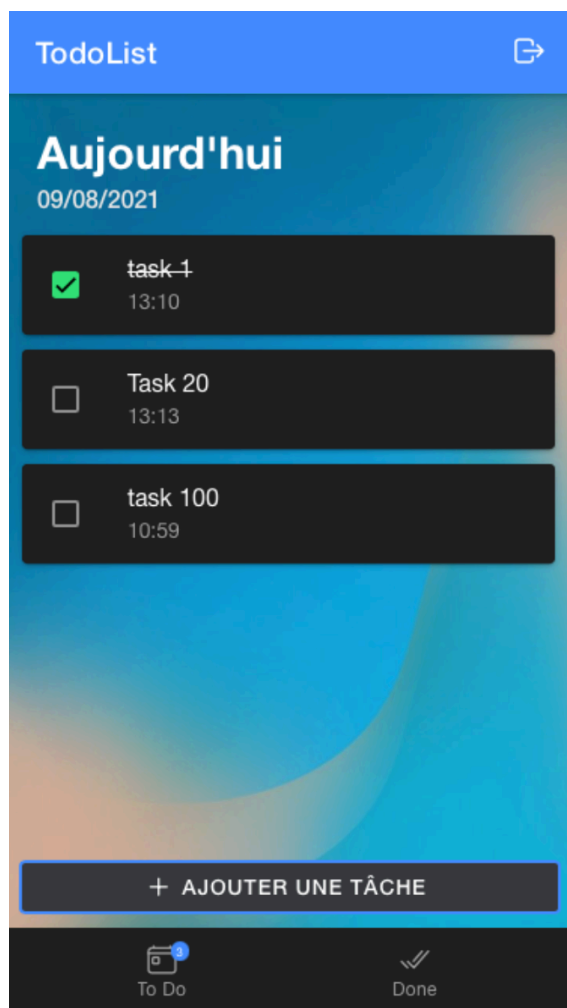 TodoList
Aujourd'hui
09/08/2021
task 1
13:10
Task 20
13:13
task 100
10:59
+ AJOUTER UNE TÂCHE
3
To Do
Done